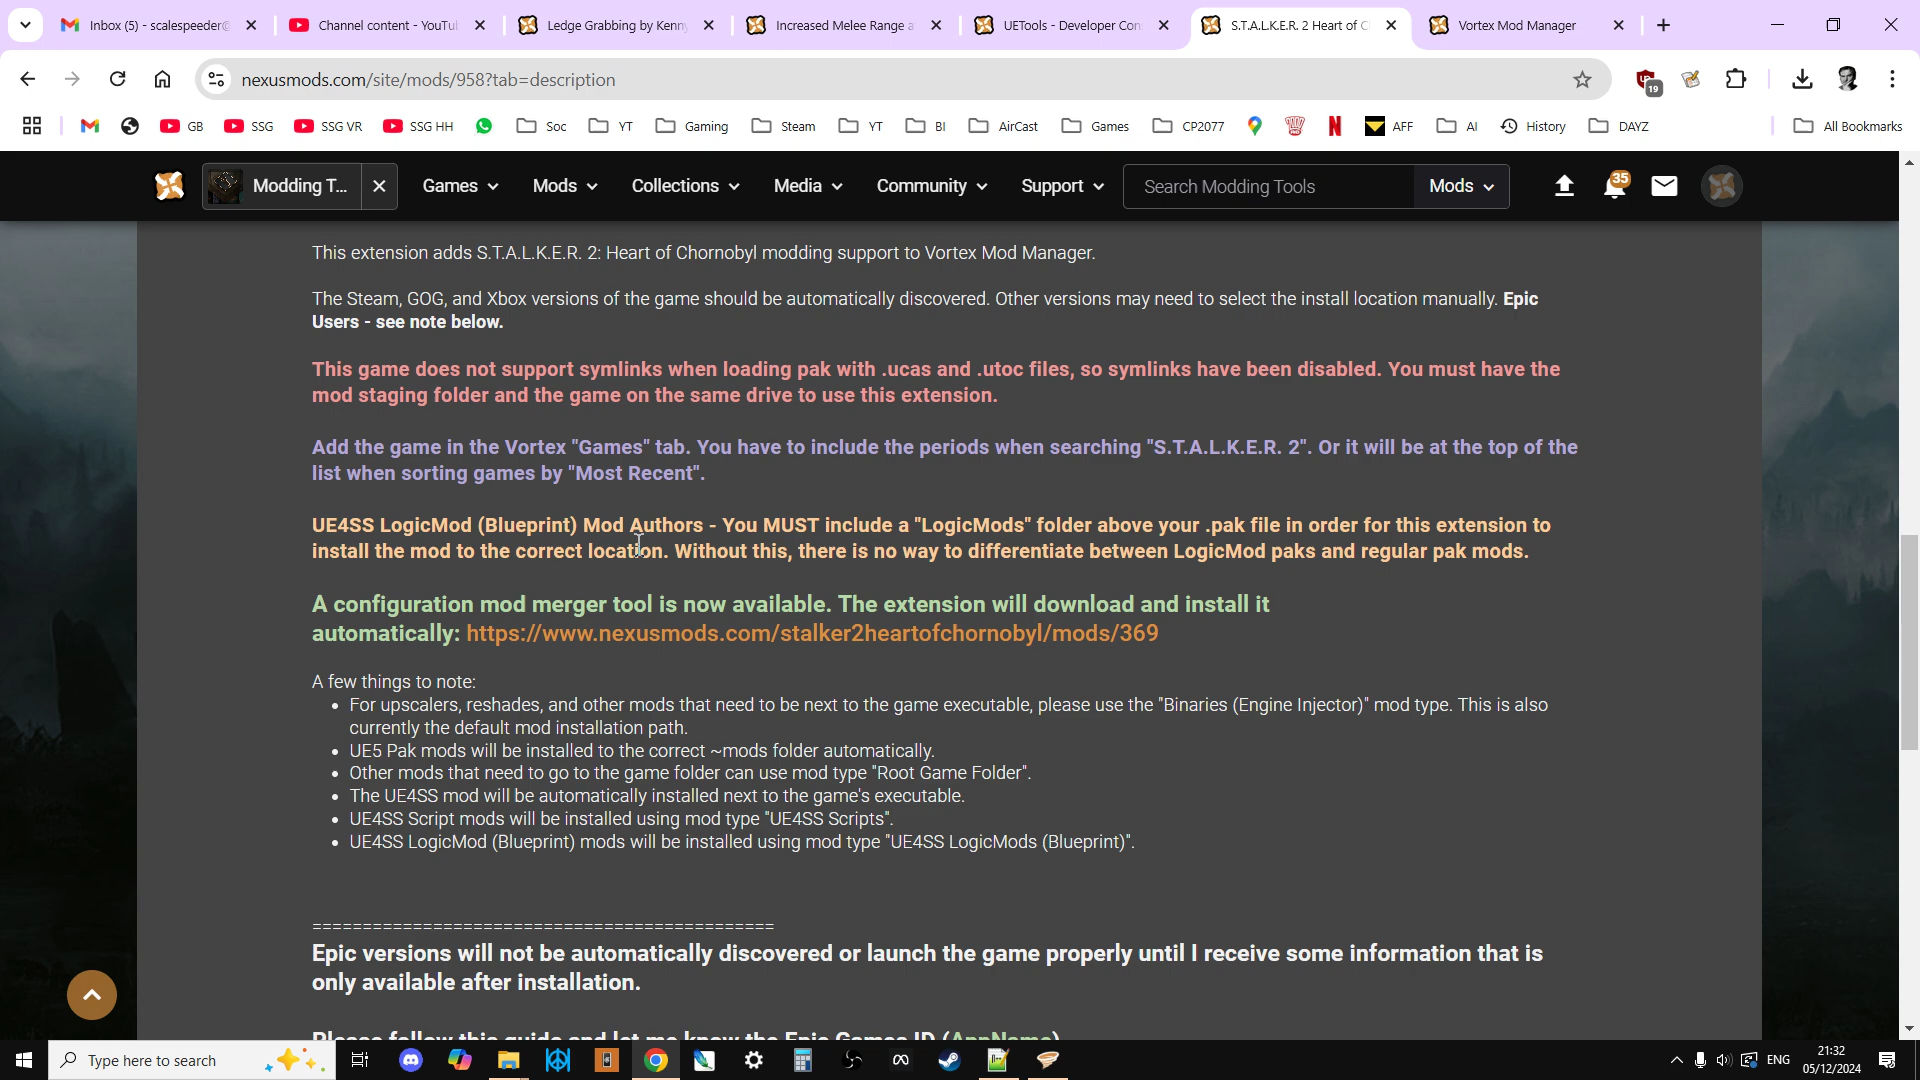 Inbox (5) - scalespeeder@
Channel content - YouTu
Ledge Grabbing by Kenny
Increased Melee Range a
UETools - Developer Con
S.T.A.L.K.E.R. 2 Heart of C
Vortex Mod Manager
nexusmods.com/site/mods/958?tab=description
19
GB
SSG
SSG VR
SSG HH
Soc
YT
Gaming
Steam
YT
BI
AirCast
Games
CP2077
AFF
AI
History
DAYZ
All Bookmarks
Modding T...
Games
Mods
Collections
Media
Community
Support
Search Modding Tools
Mods
35
This extension adds S.T.A.L.K.E.R. 2: Heart of Chornobyl modding support to Vortex Mod Manager.
The Steam, GOG, and Xbox versions of the game should be automatically discovered. Other versions may need to select the install location manually. Epic
Users - see note below.
This game does not support symlinks when loading pak with .ucas and .utoc files, so symlinks have been disabled. You must have the
mod staging folder and the game on the same drive to use this extension.
Add the game in the Vortex "Games" tab. You have to include the periods when searching "S.T.A.L.K.E.R. 2". Or it will be at the top of the
list when sorting games by "Most Recent".
UE4SS LogicMod (Blueprint) Mod Authors - You MUST include a "LogicMods" folder above your .pak file in order for this extension to
install the mod to the correct location. Without this, there is no way to differentiate between LogicMod paks and regular pak mods.
A configuration mod merger tool is now available. The extension will download and install it
automatically: https://www.nexusmods.com/stalker2heartofchornobyl/mods/369
A few things to note:
• For upscalers, reshades, and other mods that need to be next to the game executable, please use the "Binaries (Engine Injector)" mod type. This is also
currently the default mod installation path.
• UE5 Pak mods will be installed to the correct ~mods folder automatically.
• Other mods that need to go to the game folder can use mod type "Root Game Folder".
• The UE4SS mod will be automatically installed next to the game's executable.
• UE4SS Script mods will be installed using mod type "UE4SS Scripts".
• UE4SS LogicMod (Blueprint) mods will be installed using mod type "UE4SS LogicMods (Blueprint)".
==============================================
Epic versions will not be automatically discovered or launch the game properly until I receive some information that is
only available after installation.
Please follow this guide and let me know the Epic Games ID (AppName)
Type here to search
ENG
21:32
05/12/2024